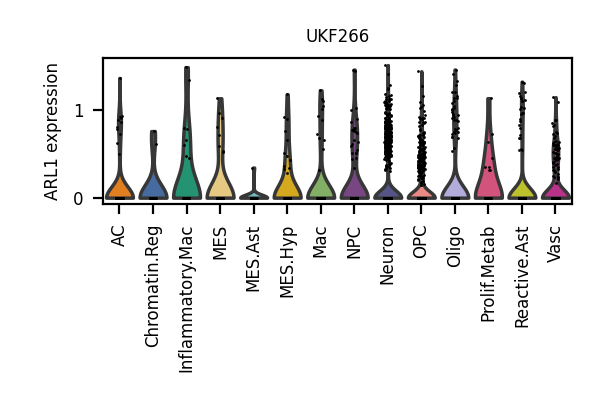 UKF266
ARL1 expression
1
0
AC
Chromatin.Reg
Inflammatory.Mac
MES
MES.Ast
MES.Hyp
Mac
NPC
Neuron
OPC
Oligo
Prolif.Metab
Reactive.Ast
Vasc